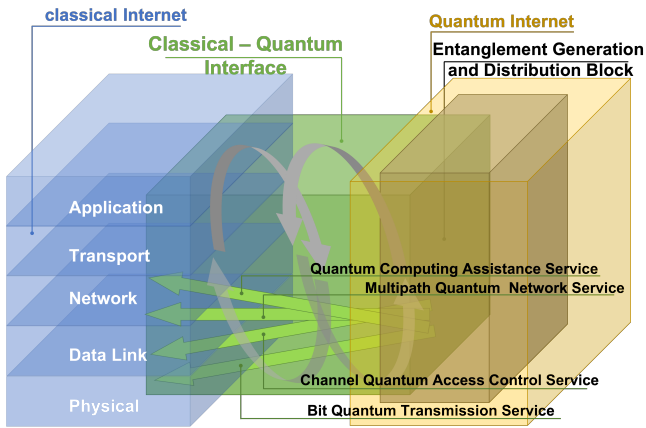 classical Internet
Quantum Internet
Classical – Quantum
Interface
Entanglement Generation
and Distribution Block
Application
Transport
Network
Data Link
Physical
Quantum Computing Assistance Service
Multipath Quantum Network Service
Channel Quantum Access Control Service
Bit Quantum Transmission Service